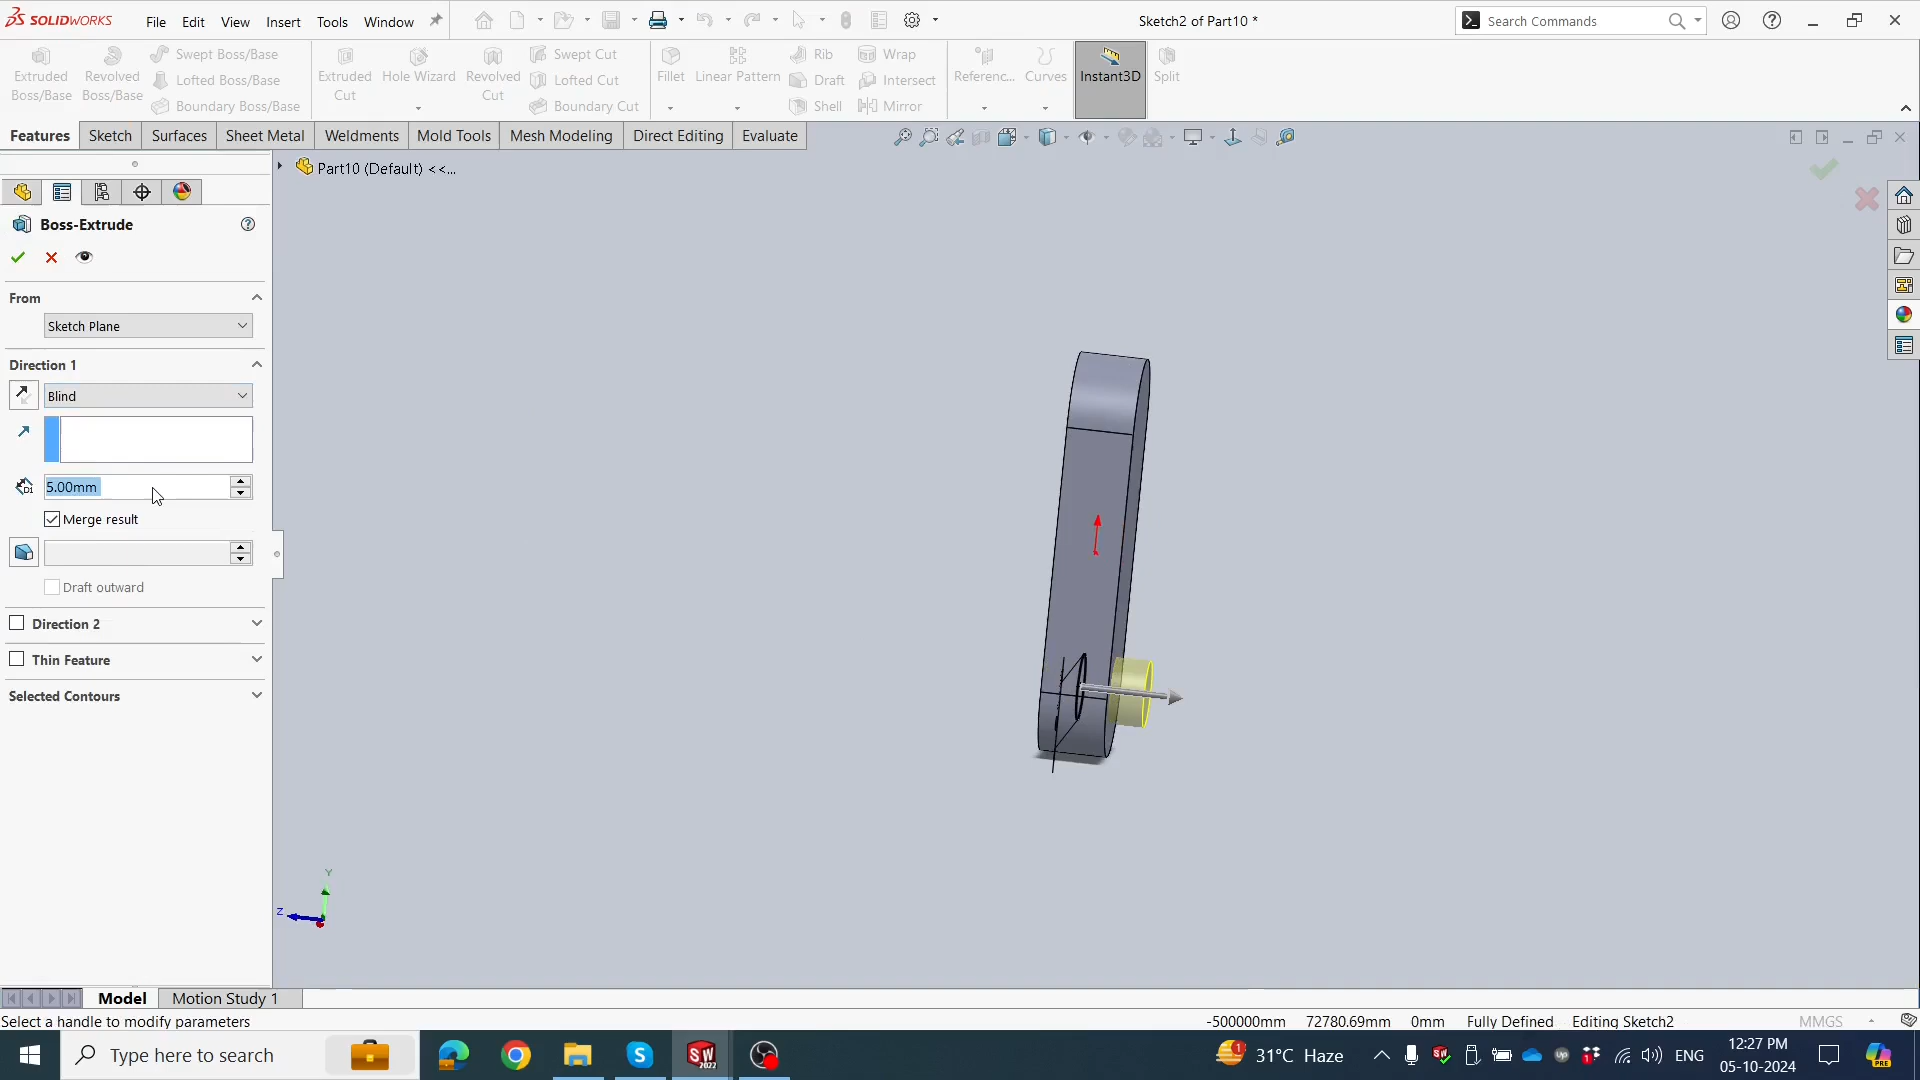 SOLIDWORKS File Edit View Insert Tools Window Sketch2 of Part10 * Search Commands
Extruded Boss/Base
Revolved Boss/Base
Swept Boss/Base
Lofted Boss/Base
Boundary Boss/Base
Extruded Cut
Hole Wizard
Revolved Cut
Swept Cut
Lofted Cut
Boundary Cut
Fillet
Linear Pattern
Rib
Draft
Shell
Wrap
Intersect
Mirror
Referenc...
Curves
Instant3D
Split
Features Sketch Surfaces Sheet Metal Weldments Mold Tools Mesh Modeling Direct Editing Evaluate
Part10 (Default) <<...
Boss-Extrude
From
Sketch Plane
Direction 1
Blind
D1
5.00mm
Merge result
Draft outward
Direction 2
Thin Feature
Selected Contours
Y
Z
Model Motion Study 1
Select a handle to modify parameters -500000mm 72780.69mm 0mm Fully Defined Editing Sketch2 MMGS
Type here to search
SW 2022
1
31°C Haze
ENG
12:27 PM
05-10-2024
PRE